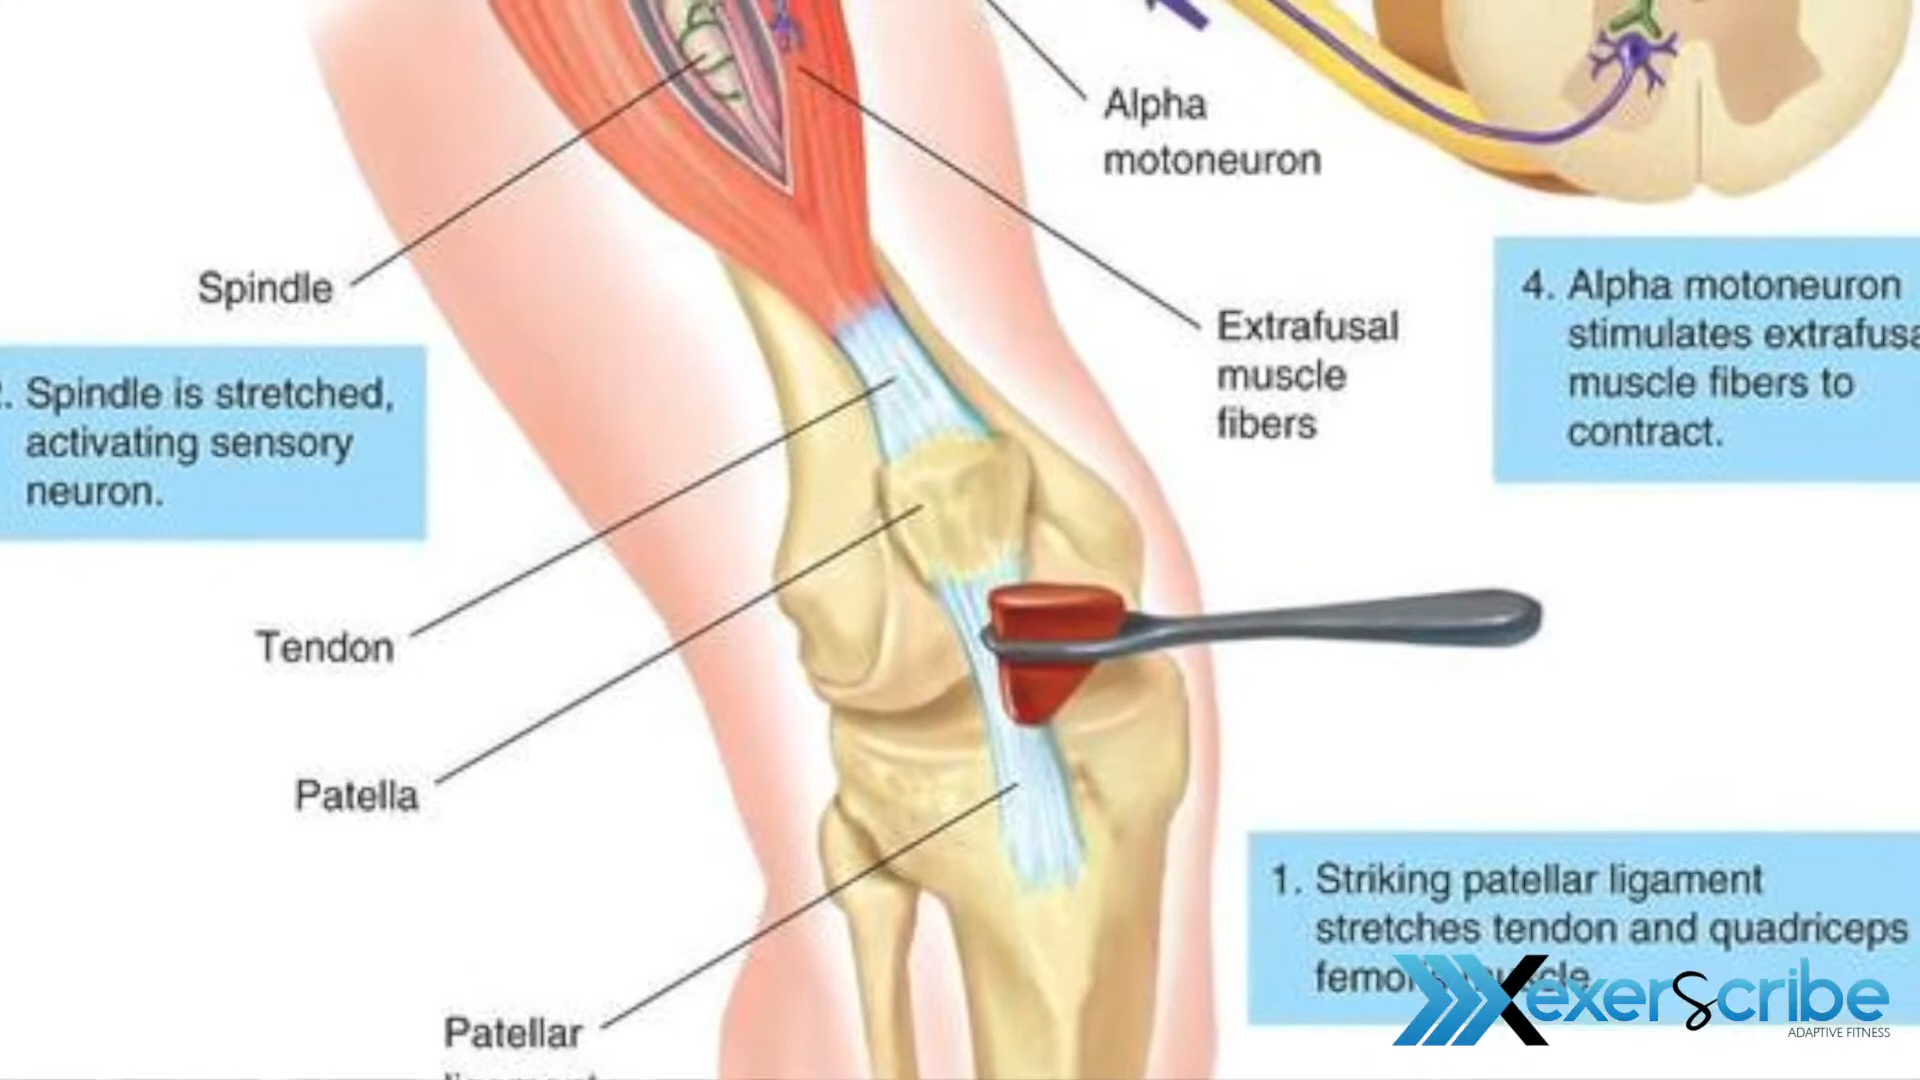 Alpha
motoneuron
Spindle
4. Alpha motoneuron
stimulates extrafusa
muscle fibers to
contract.
Extrafusal
muscle
fibers
. Spindle is stretched,
activating sensory
neuron.
Tendon
Patella
1. Striking patellar ligament
stretches tendon and quadriceps
Patellar
exerscribe
ADAPTIVE FITNESS